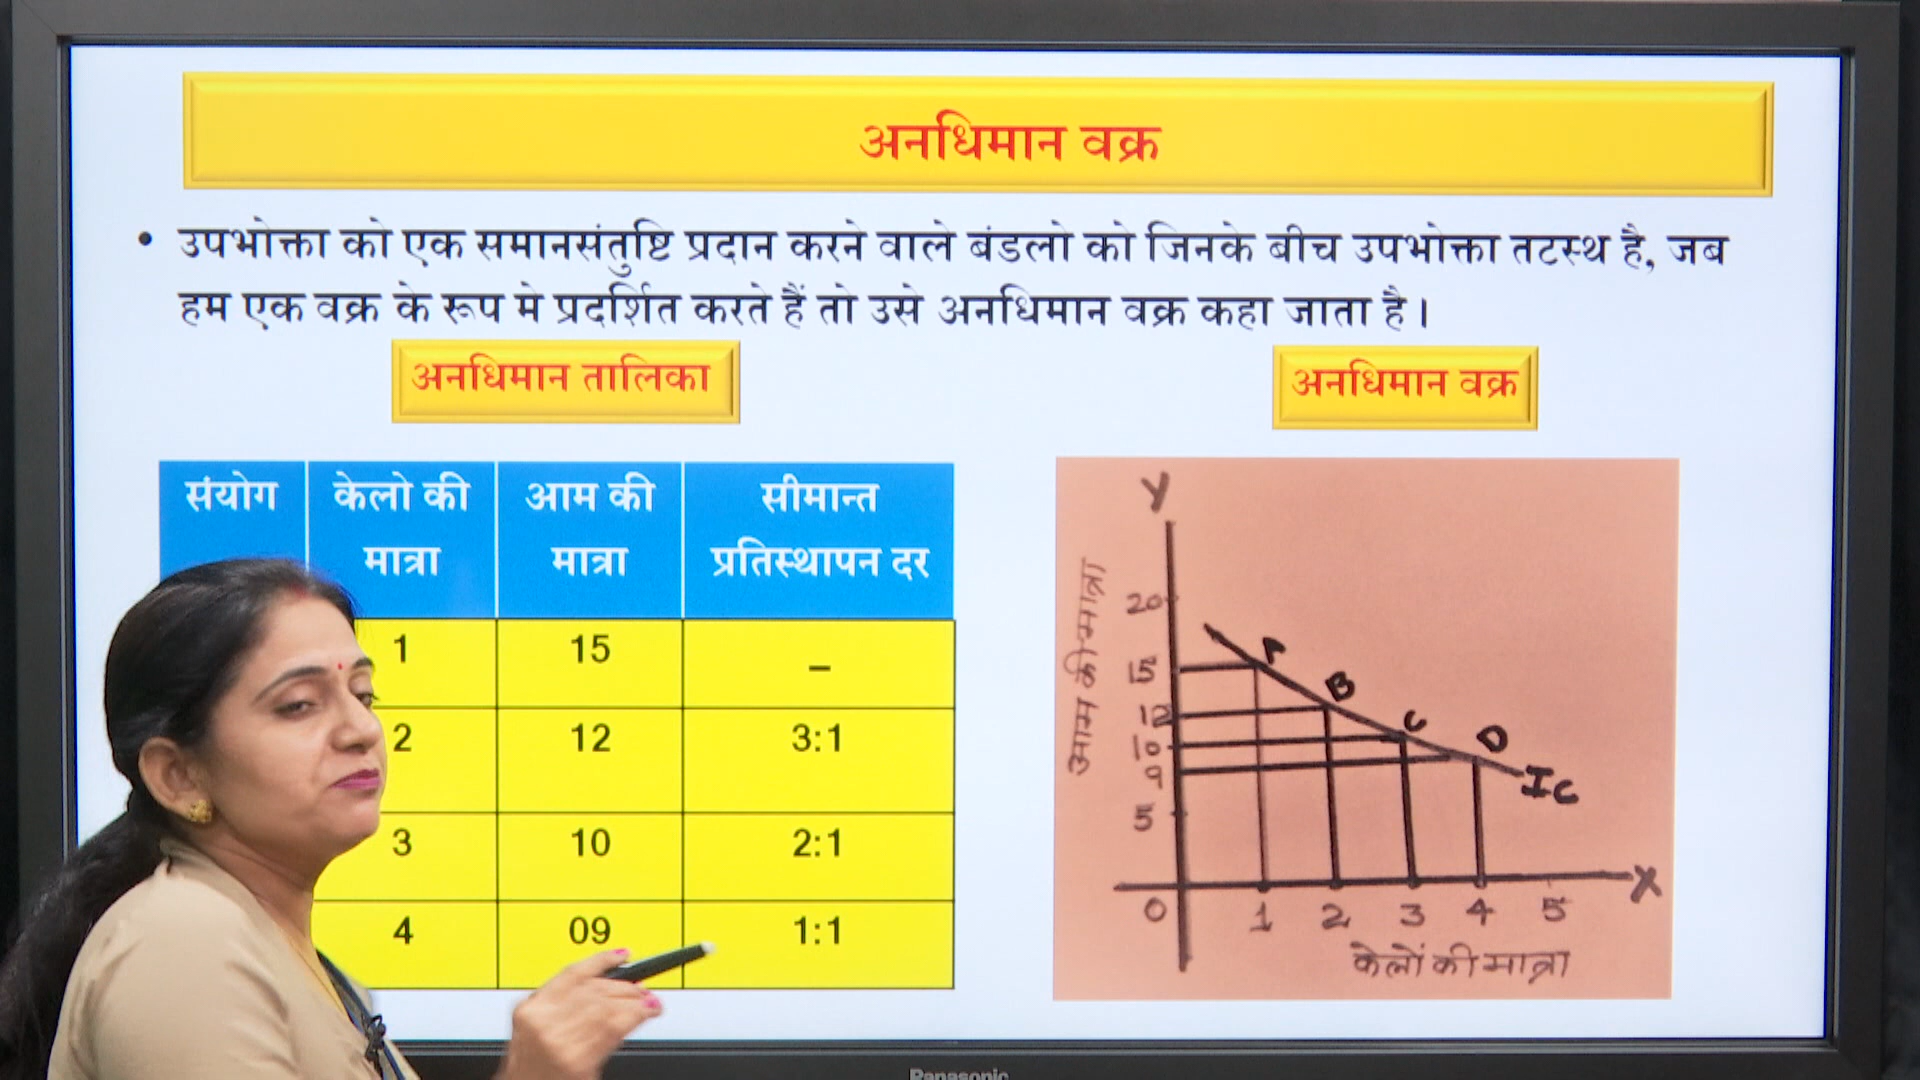 अनधिमान वक्र
• उपभोक्ता को एक समानसंतुष्टि प्रदान करने वाले बंडलो को जिनके बीच उपभोक्ता तटस्थ है, जब
हम एक वक्र के रूप मे प्रदर्शित करते हैं तो उसे अनधिमान वक्र कहा जाता है।
अनधिमान तालिका
संयोग केलो की मात्रा आम की मात्रा सीमान्त प्रतिस्थापन दर
1 15 –
2 12 3:1
3 10 2:1
4 09 1:1
अनधिमान वक्र
Y
आम की मात्रा
20
15
12
10
9
5
A
B
C
D
IC
0 1 2 3 4 5 X
केलों की मात्रा
Panasonic